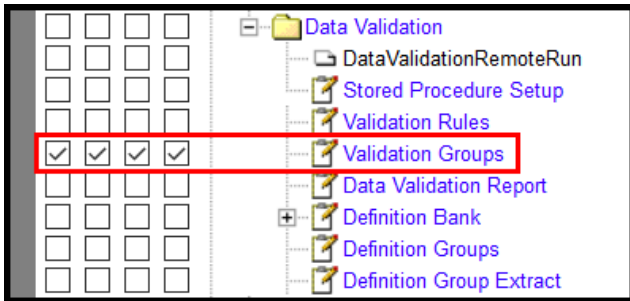 Data Validation
DataValidationRemoteRun
Stored Procedure Setup
Validation Rules
Validation Groups
Data Validation Report
Definition Bank
Definition Groups
Definition Group Extract